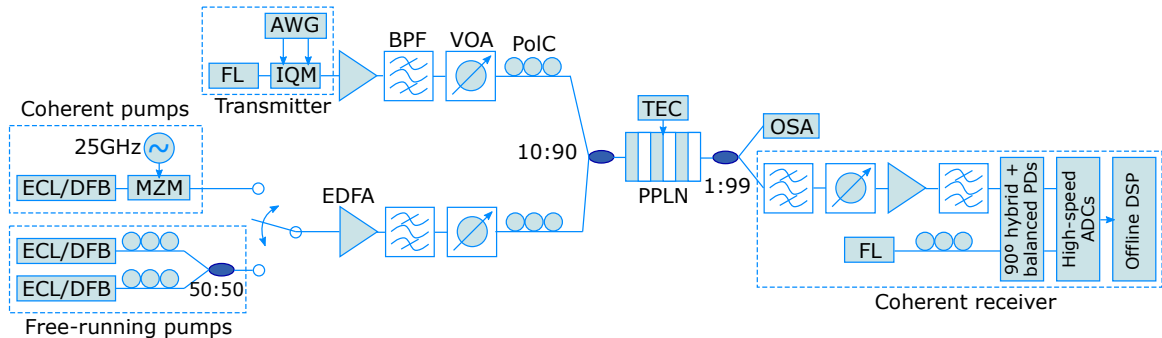 AWG
FL
IQM
Transmitter
BPF
VOA
PolC
Coherent pumps
25GHz
ECL/DFB
MZM
ECL/DFB
ECL/DFB
50:50
Free-running pumps
EDFA
10:90
TEC
PPLN
1:99
OSA
FL
90º hybrid +
balanced PDs
High-speed
ADCs
Offline DSP
Coherent receiver